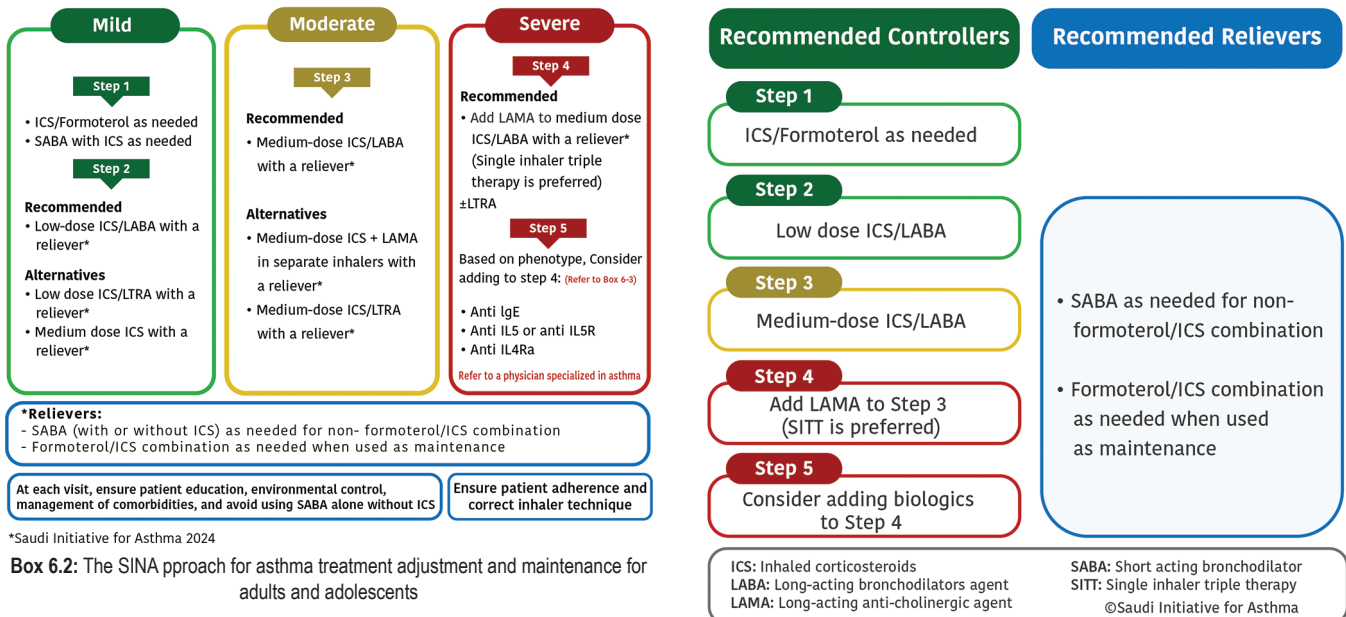 Mild
Step 1
• ICS/Formoterol as needed
• SABA with ICS as needed
Step 2
Recommended
• Low-dose ICS/LABA with a
reliever*
Alternatives
• Low dose ICS/LTRA with a
reliever*
• Medium dose ICS with a
reliever*
Moderate
Step 3
Recommended
• Medium-dose ICS/LABA
with a reliever*
Alternatives
• Medium-dose ICS + LAMA
in separate inhalers with
a reliever*
• Medium-dose ICS/LTRA
with a reliever*
Severe
Step 4
Recommended
• Add LAMA to medium dose
ICS/LABA with a reliever*
(Single inhaler triple
therapy is preferred)
±LTRA
Step 5
Based on phenotype, Consider
adding to step 4: (Refer to Box 6-3)
• Anti lgE
• Anti IL5 or anti IL5R
• Anti IL4Ra
Refer to a physician specialized in asthma
*Relievers:
- SABA (with or without ICS) as needed for non- formoterol/ICS combination
- Formoterol/ICS combination as needed when used as maintenance
At each visit, ensure patient education, environmental control,
management of comorbidities, and avoid using SABA alone without ICS
Ensure patient adherence and
correct inhaler technique
*Saudi Initiative for Asthma 2024
Box 6.2: The SINA pproach for asthma treatment adjustment and maintenance for
adults and adolescents
Recommended Controllers
Step 1
ICS/Formoterol as needed
Step 2
Low dose ICS/LABA
Step 3
Medium-dose ICS/LABA
Step 4
Add LAMA to Step 3
(SITT is preferred)
Step 5
Consider adding biologics
to Step 4
Recommended Relievers
• SABA as needed for non-
formoterol/ICS combination
• Formoterol/ICS combination
as needed when used
as maintenance
ICS: Inhaled corticosteroids
LABA: Long-acting bronchodilators agent
LAMA: Long-acting anti-cholinergic agent
SABA: Short acting bronchodilator
SITT: Single inhaler triple therapy
©Saudi Initiative for Asthma